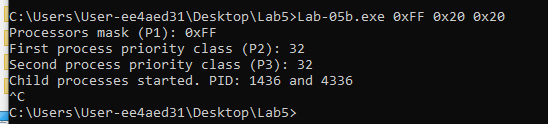 C:\Users\User-ee4aed31\Desktop\Lab5>Lab-05b.exe 0xFF 0x20 0x20
Processors mask (P1): 0xFF
First process priority class (P2): 32
Second process priority class (P3): 32
Child processes started. PID: 1436 and 4336
^C
C:\Users\User-ee4aed31\Desktop\Lab5>